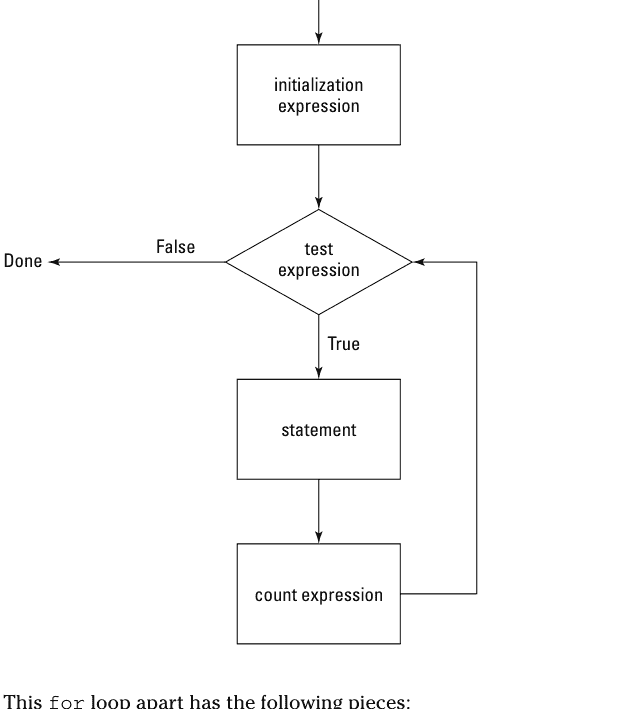 initialization
expression
False
test
expression
Done
True
statement
count expression
This for loop apart has the following pieces: